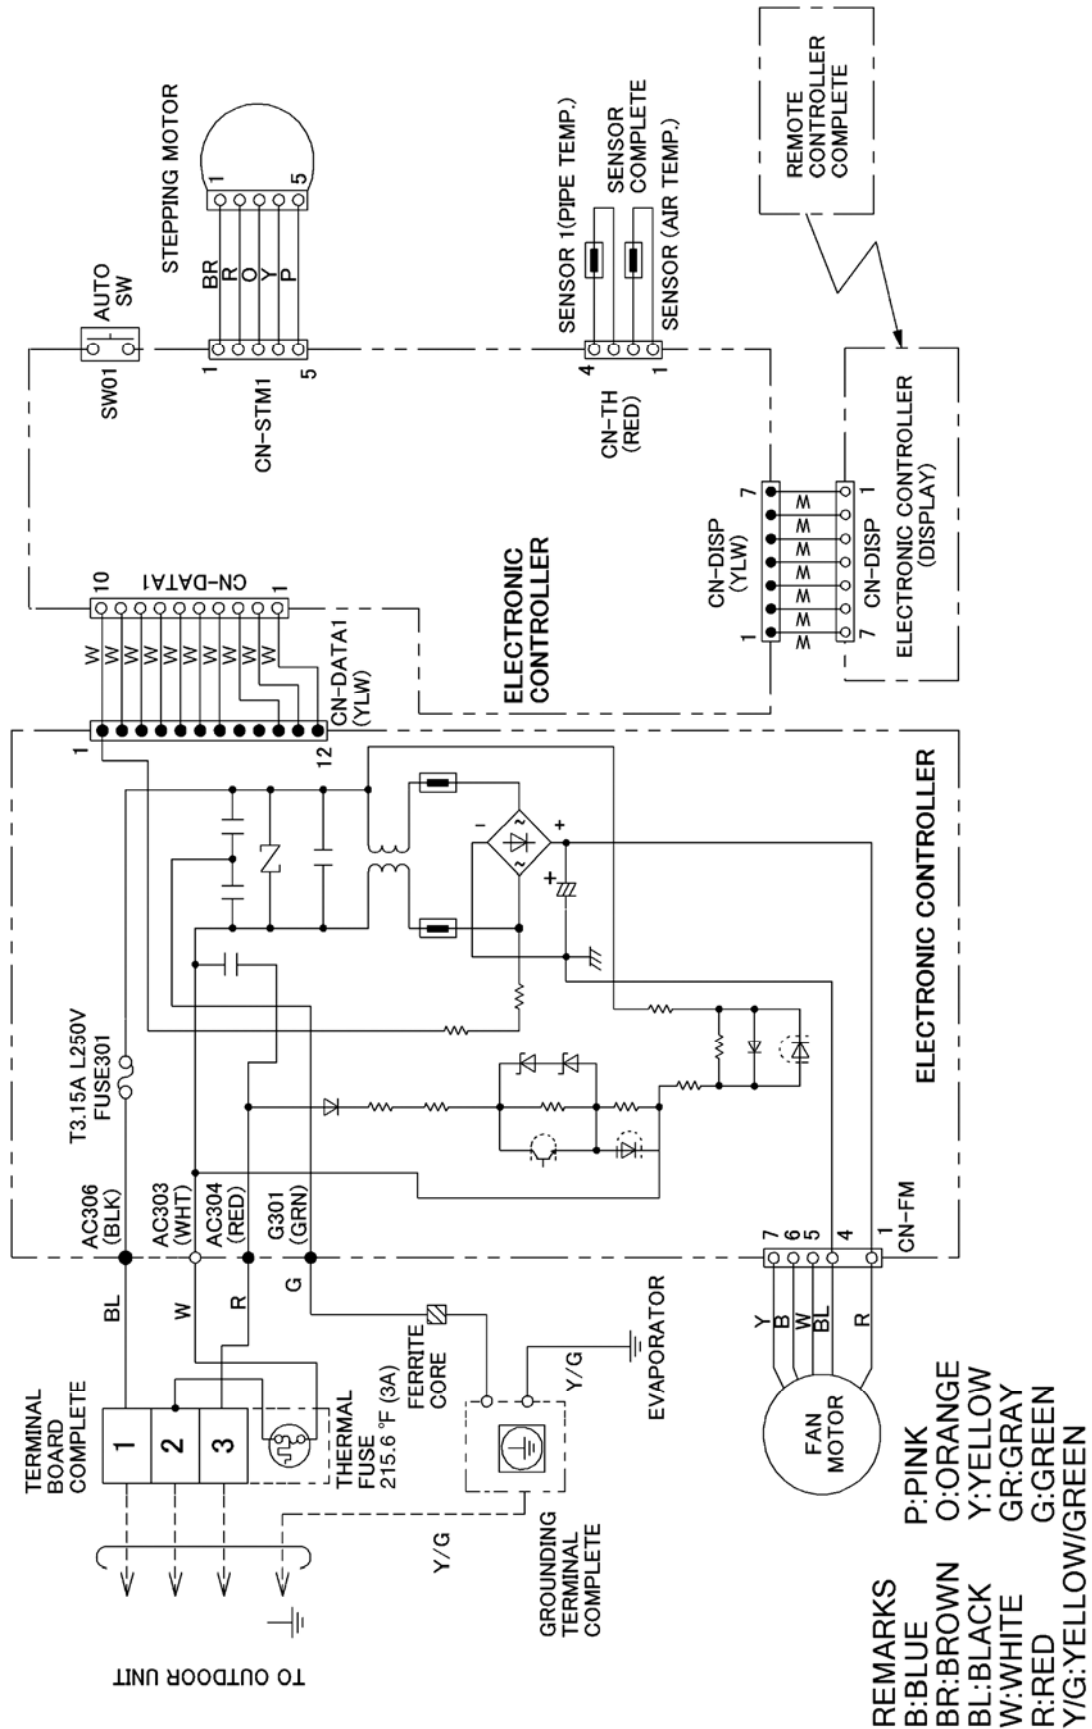 TO OUTDOOR UNIT
TERMINAL
BOARD
COMPLETE
1
2
3
THERMAL
FUSE
215.6 °F (3A)
BL
W
R
G
FERRITE
CORE
Y/G
GROUNDING
TERMINAL
COMPLETE
Y/G
EVAPORATOR
AC306
(BLK)
AC303
(WHT)
AC304
(RED)
G301
(GRN)
T3.15A L250V
FUSE301
-
+
+
~
~
1
12
CN-DATA1
(YLW)
W
W
W
W
W
W
W
W
W
W
10
CN-DATA1
1
ELECTRONIC CONTROLLER
FAN
MOTOR
Y
B
W
BL
R
7
6
5
4
1
CN-FM
ELECTRONIC
CONTROLLER
SW01
AUTO
SW
1
5
CN-STM1
BR
R
O
Y
P
STEPPING MOTOR
1
5
4
1
CN-TH
(RED)
SENSOR 1(PIPE TEMP.)
SENSOR
COMPLETE
SENSOR (AIR TEMP.)
CN-DISP
(YLW)
1
7
W
W
W
W
W
W
W
7
1
CN-DISP
ELECTRONIC CONTROLLER
(DISPLAY)
REMOTE
CONTROLLER
COMPLETE
REMARKS
B:BLUE P:PINK
BR:BROWN O:ORANGE
BL:BLACK Y:YELLOW
W:WHITE GR:GRAY
R:RED G:GREEN
Y/G:YELLOW/GREEN